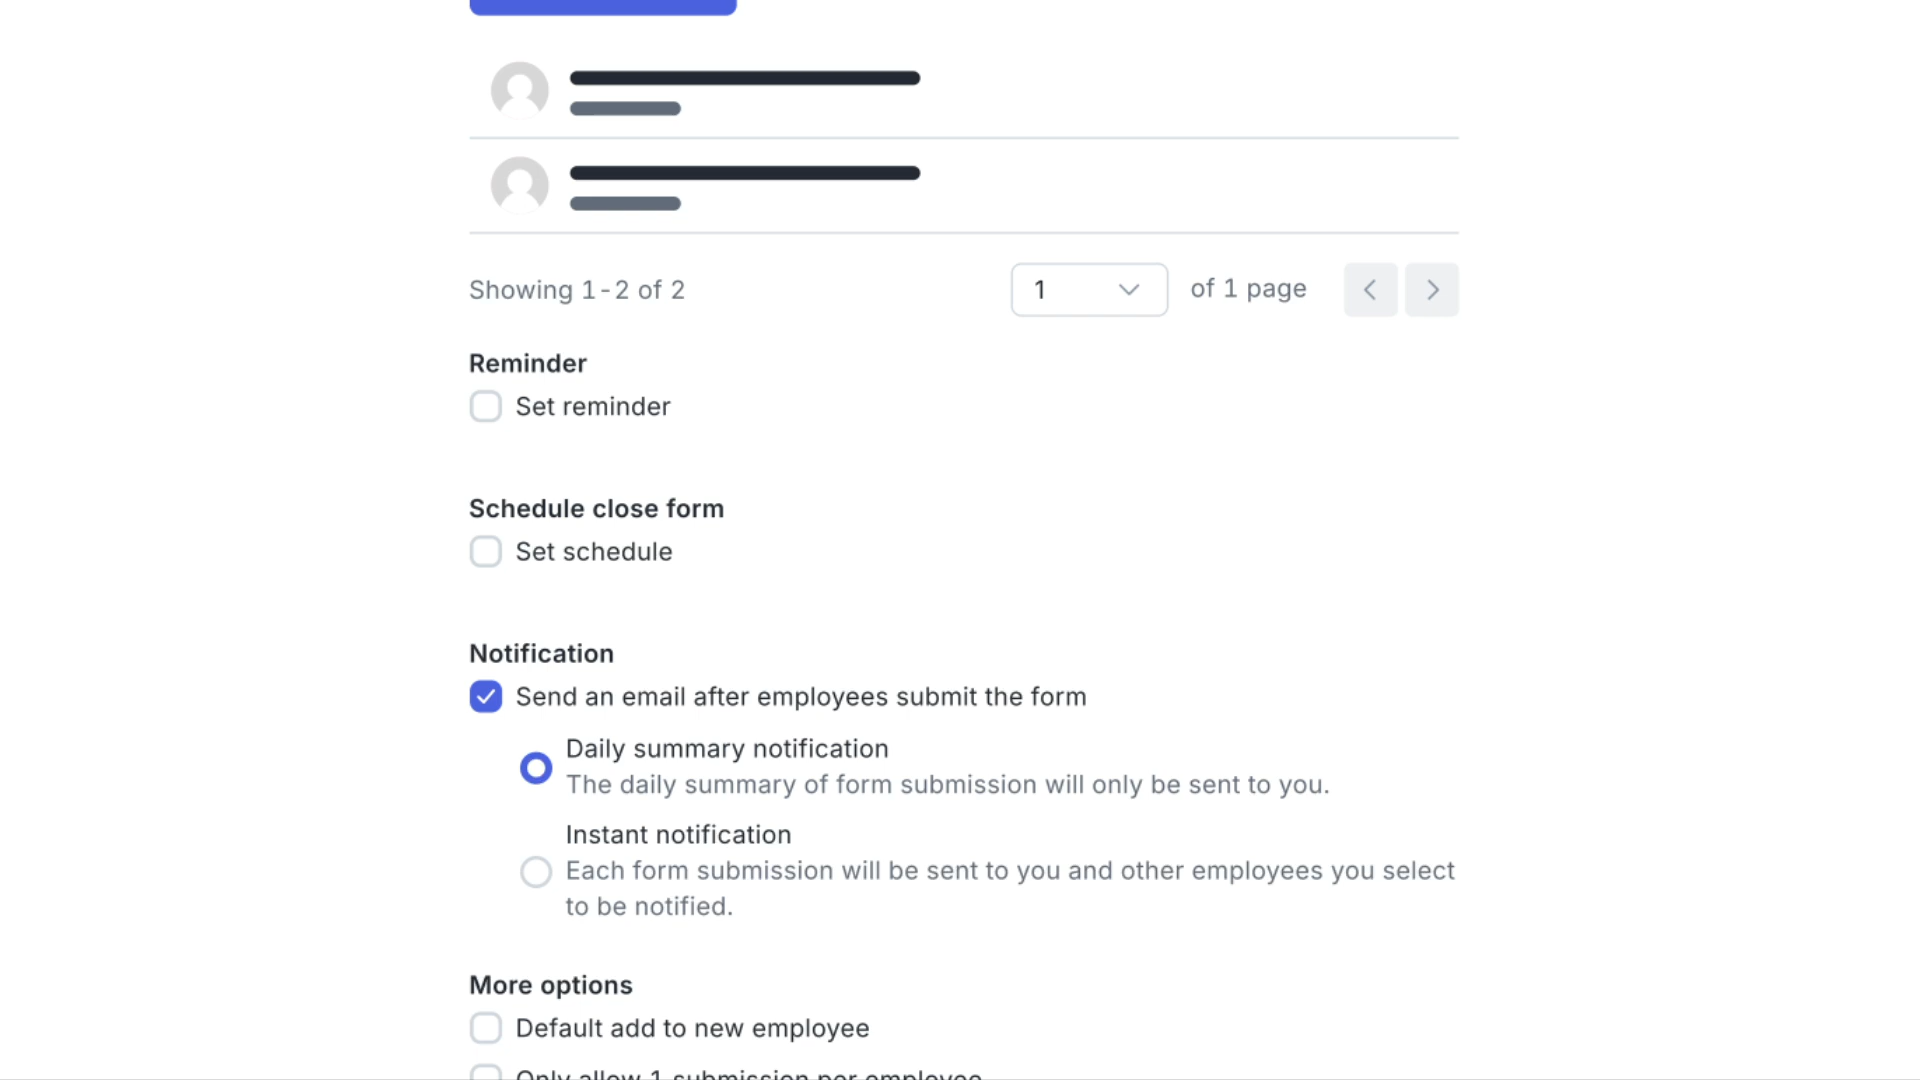 Showing 1-2 of 2
1
of 1 page
Reminder
Set reminder
Schedule close form
Set schedule
Notification
Send an email after employees submit the form
Daily summary notification
The daily summary of form submission will only be sent to you.
Instant notification
Each form submission will be sent to you and other employees you select
to be notified.
More options
Default add to new employee
Only allow 1 submission per employee